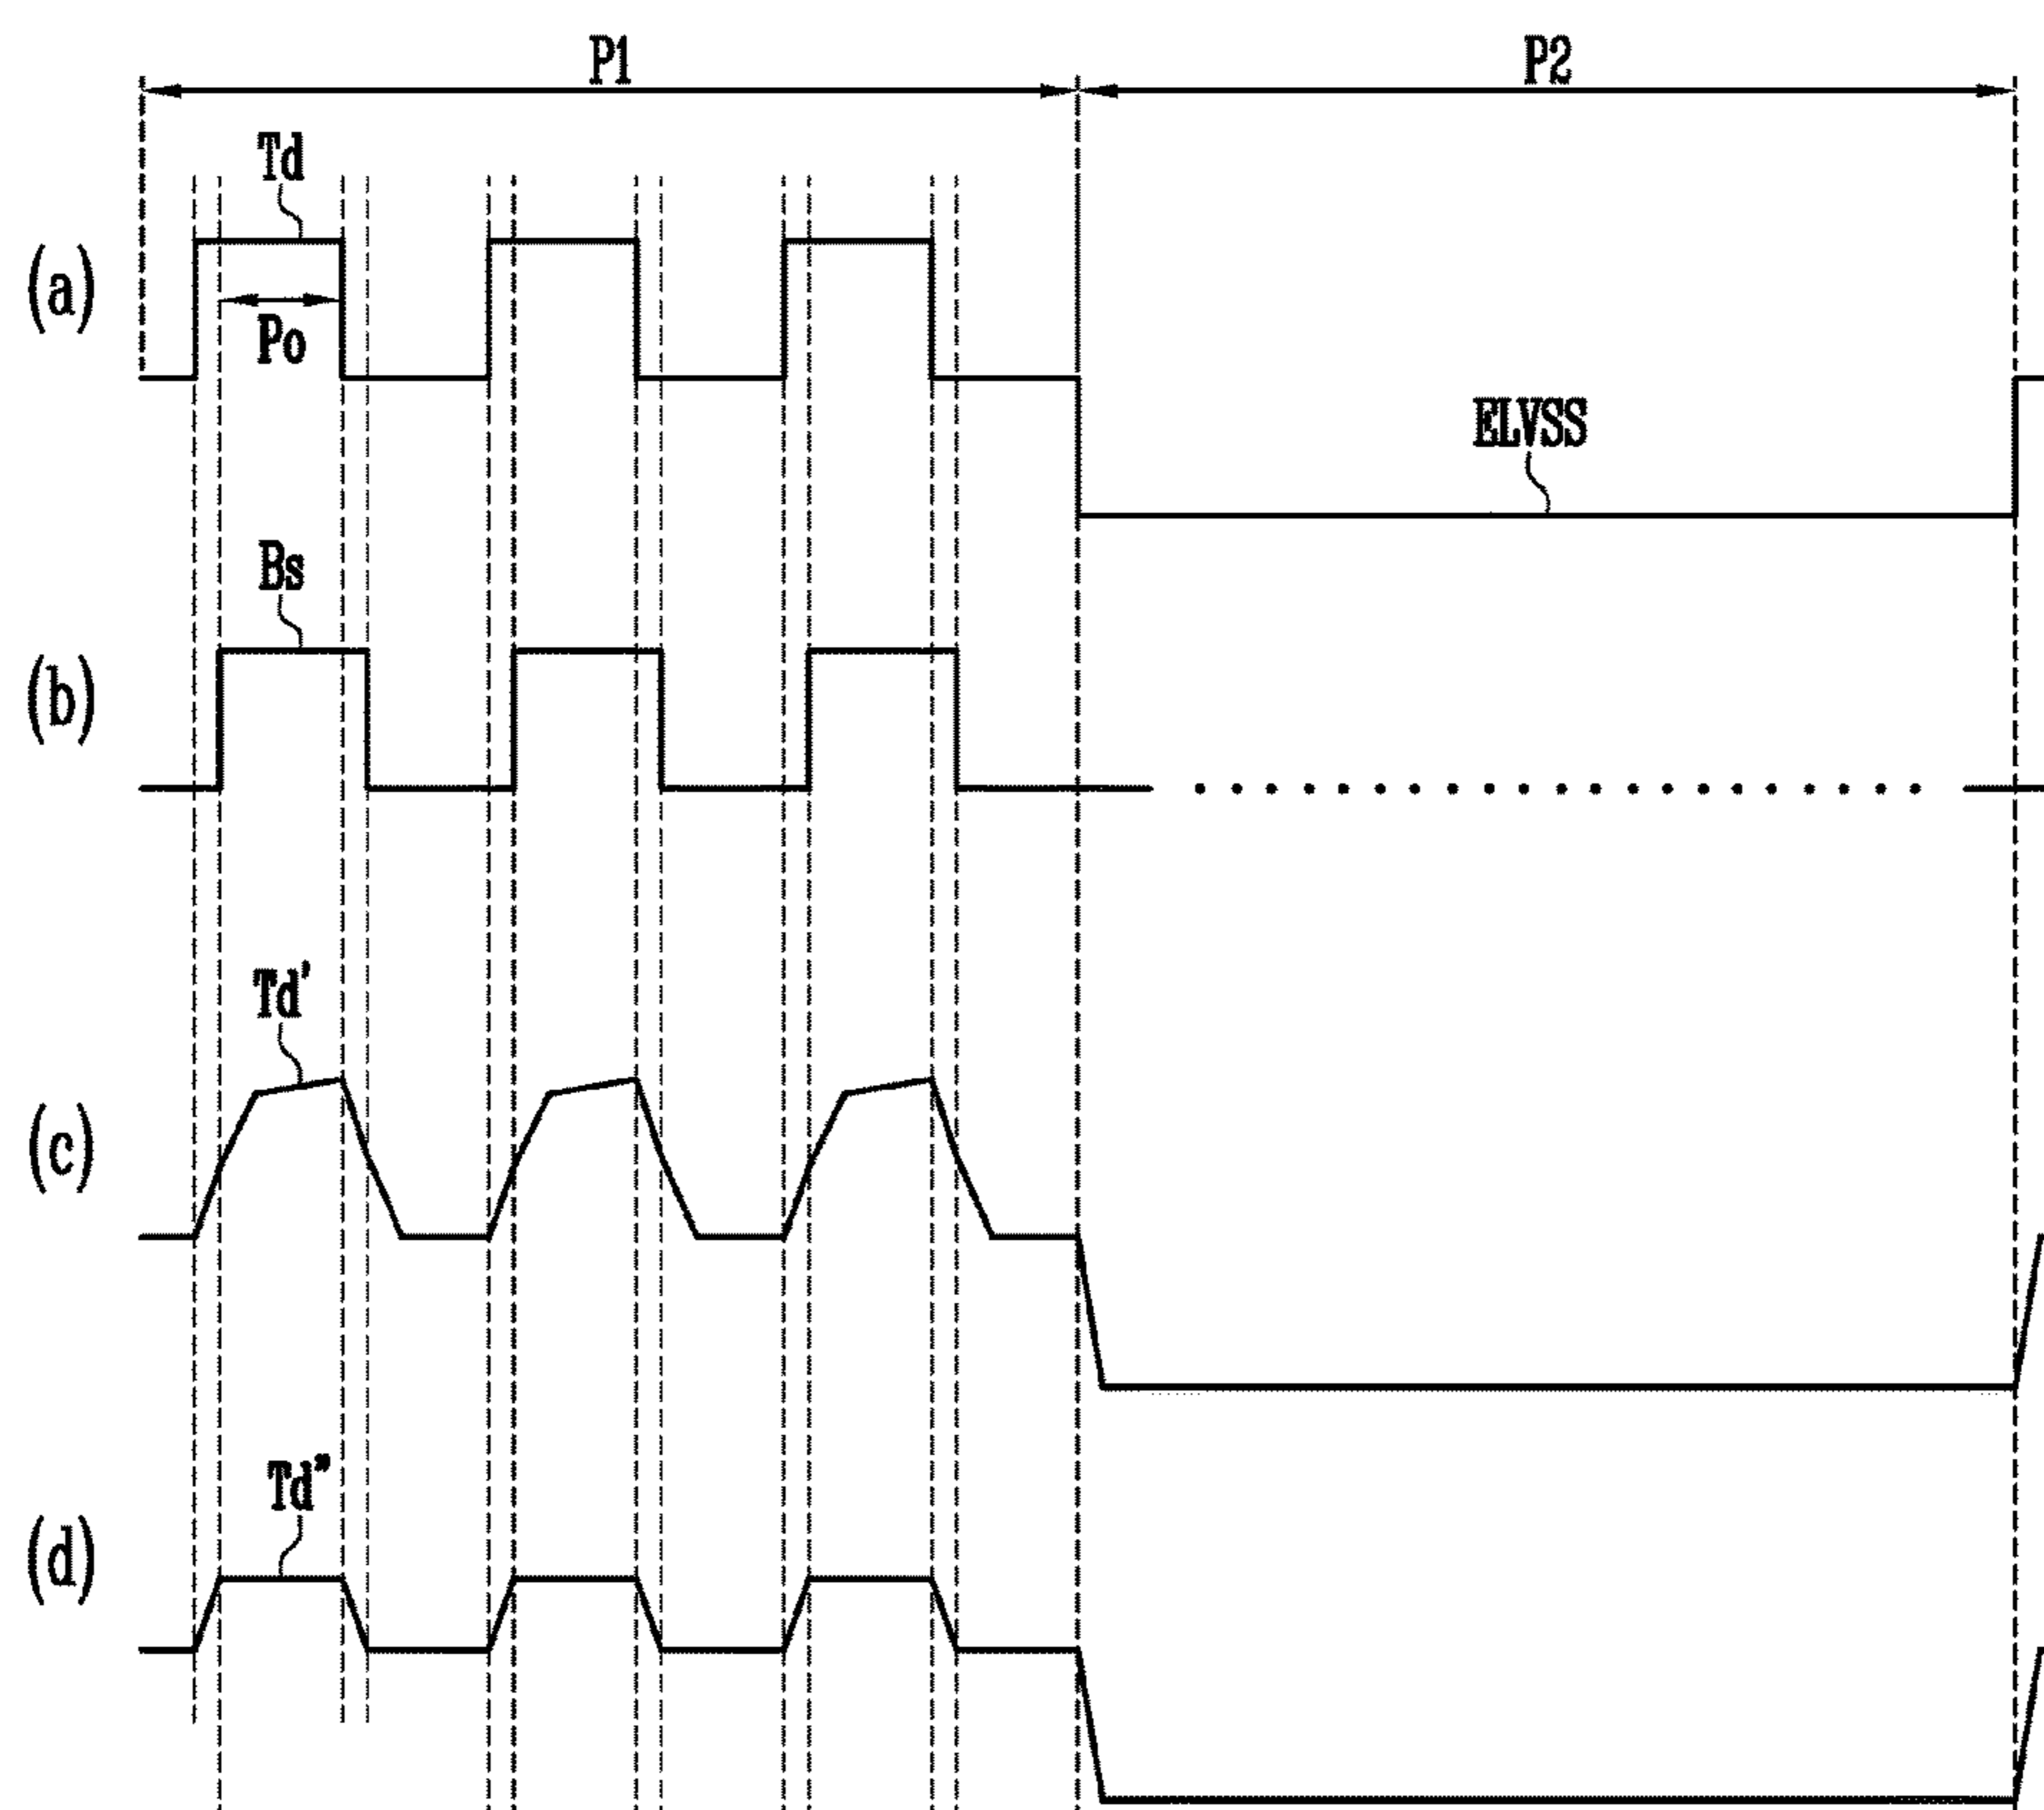 P1 P2
Td
(a)
Po
ELVSS
Bs
(b)
Td'
(c)
Td"
(d)